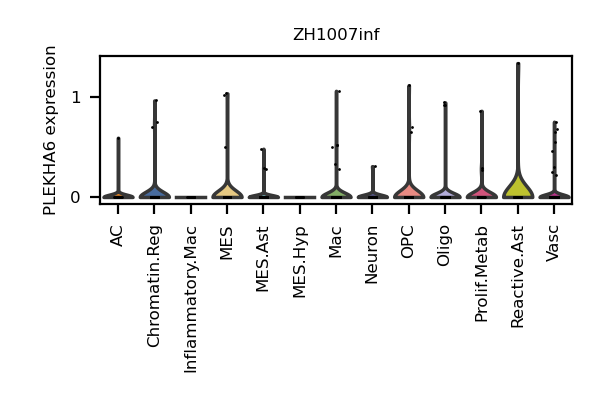 ZH1007inf
PLEKHA6 expression
1
0
AC
Chromatin.Reg
Inflammatory.Mac
MES
MES.Ast
MES.Hyp
Mac
Neuron
OPC
Oligo
Prolif.Metab
Reactive.Ast
Vasc